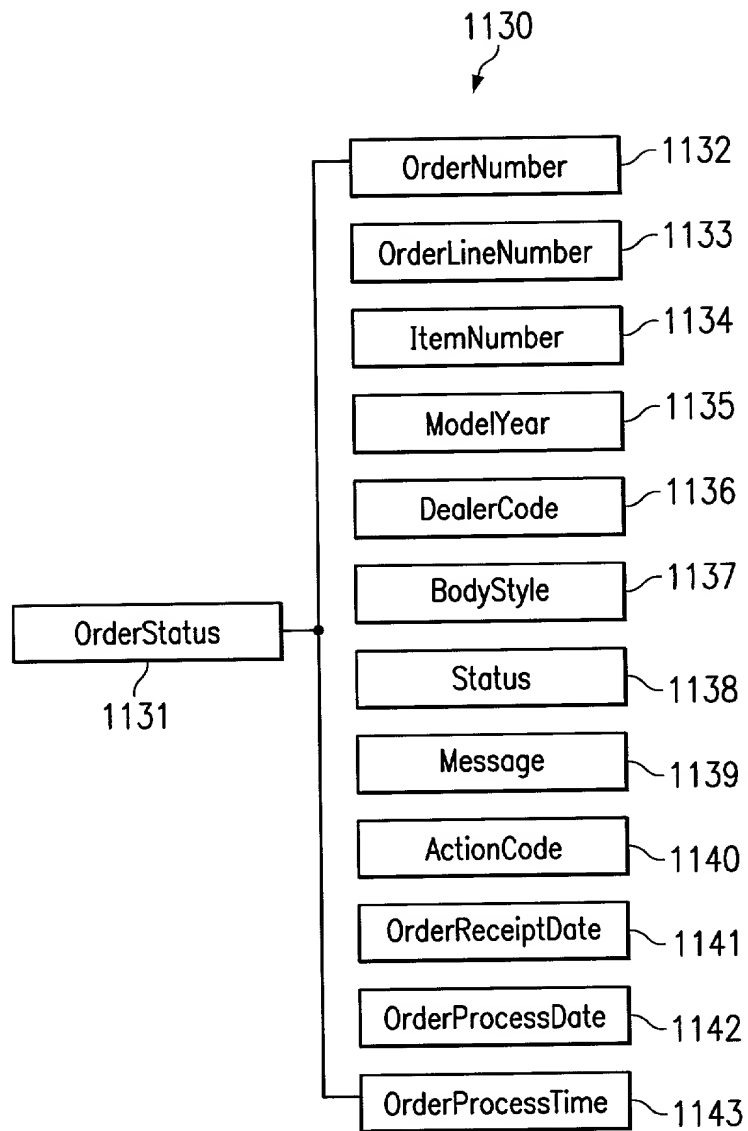 1130
OrderNumber 1132
OrderLineNumber 1133
ItemNumber 1134
ModelYear 1135
DealerCode 1136
BodyStyle 1137
OrderStatus
1131
Status 1138
Message 1139
ActionCode 1140
OrderReceiptDate 1141
OrderProcessDate 1142
OrderProcessTime 1143